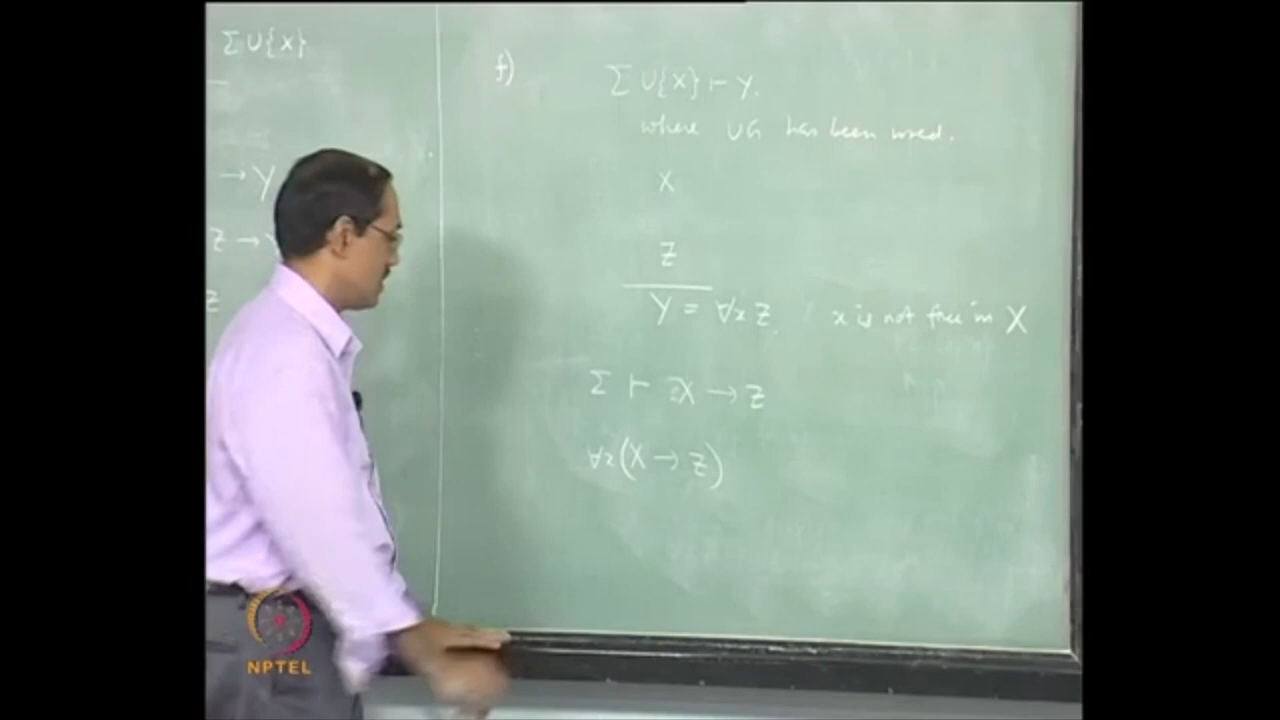 Σ ∪ {X}
→ Y
Z → Y
Z
f) Σ ∪ {X} ⊢ Y.
where UG has been used.
X
Z
Y = ∀x Z, x is not free in X
Σ ⊢ X → Z
∀x (X → Z)
NPTEL